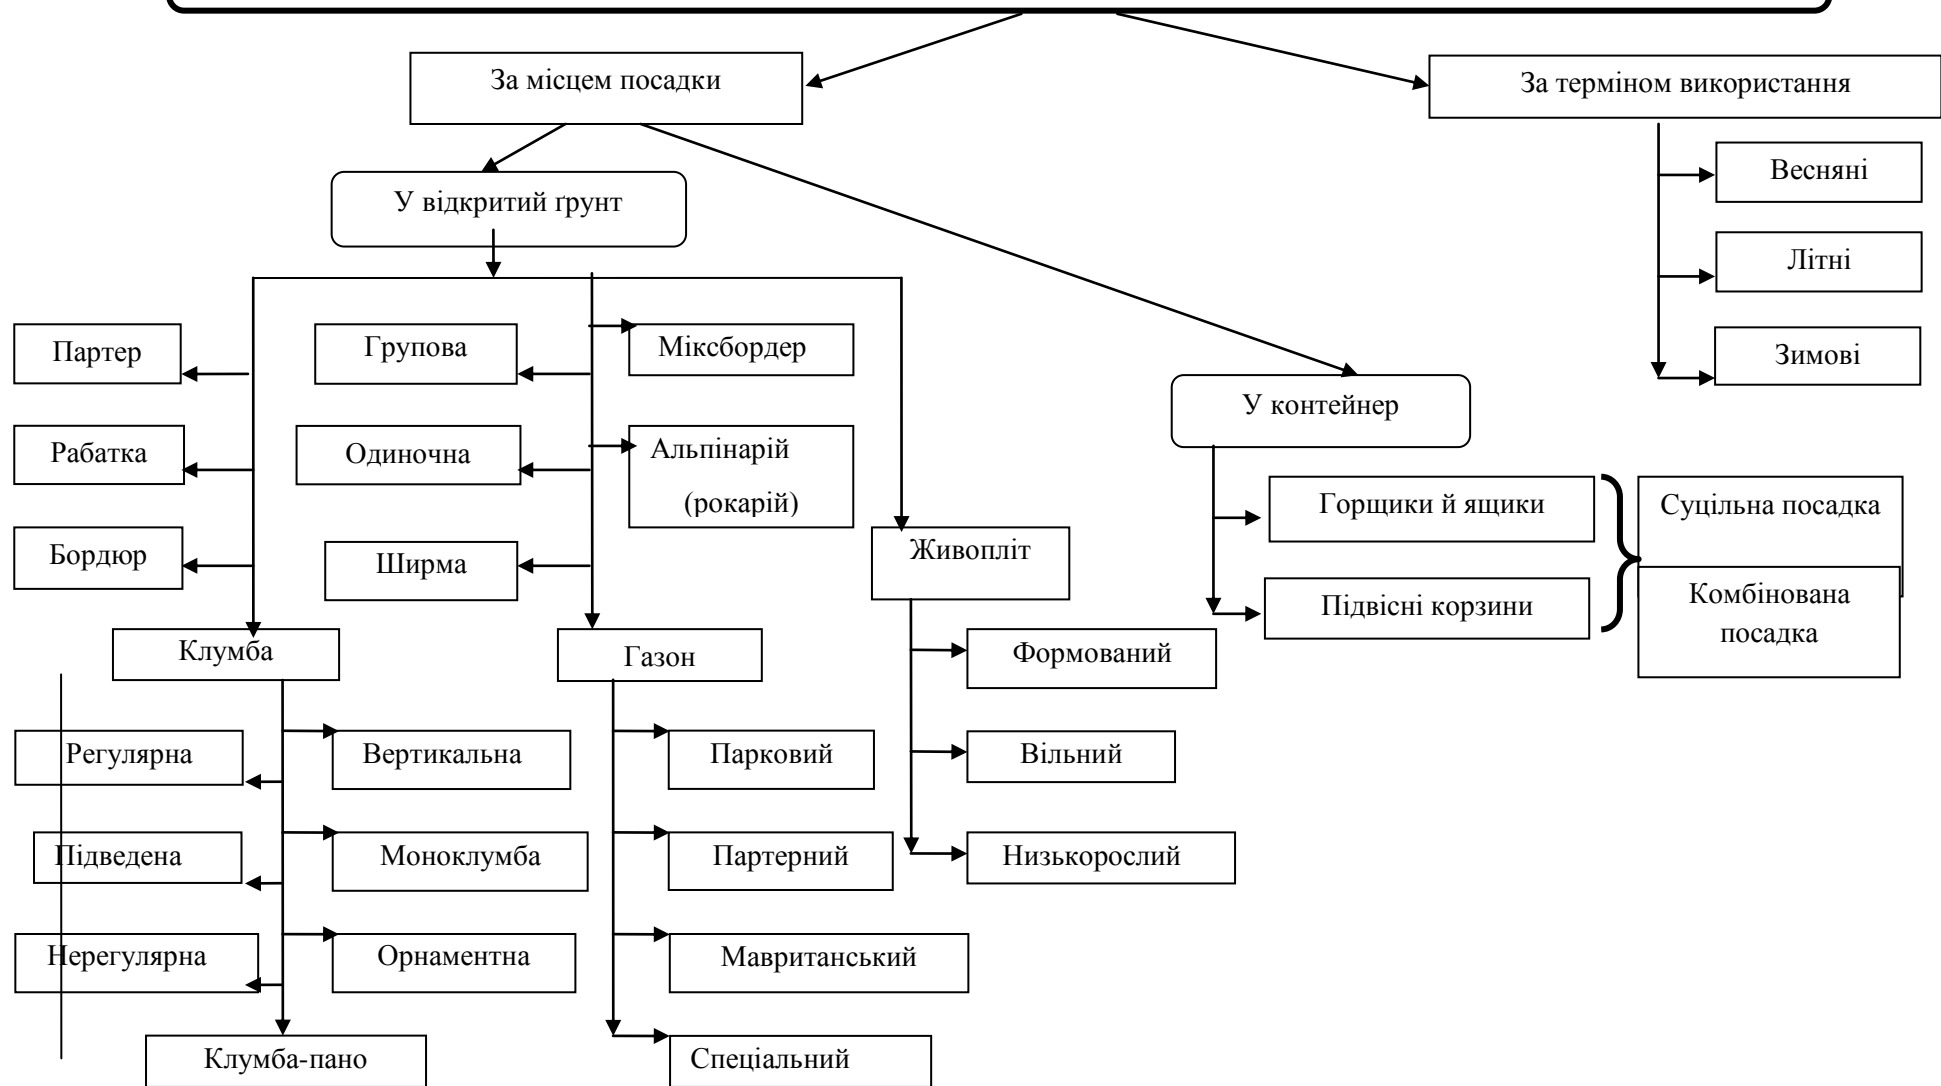 За місцем посадки
За терміном використання
У відкритий ґрунт
Весняні
Літні
Зимові
Партер
Групова
Міксбордер
У контейнер
Рабатка
Одиночна
Альпінарій
(рокарій)
Горщики й ящики
Суцільна посадка
Бордюр
Ширма
Живопліт
Підвісні корзини
Комбінована
посадка
Клумба
Газон
Формований
Регулярна
Вертикальна
Парковий
Вільний
Підведена
Моноклумба
Партерний
Низькорослий
Нерегулярна
Орнаментна
Мавританський
Клумба-пано
Спеціальний